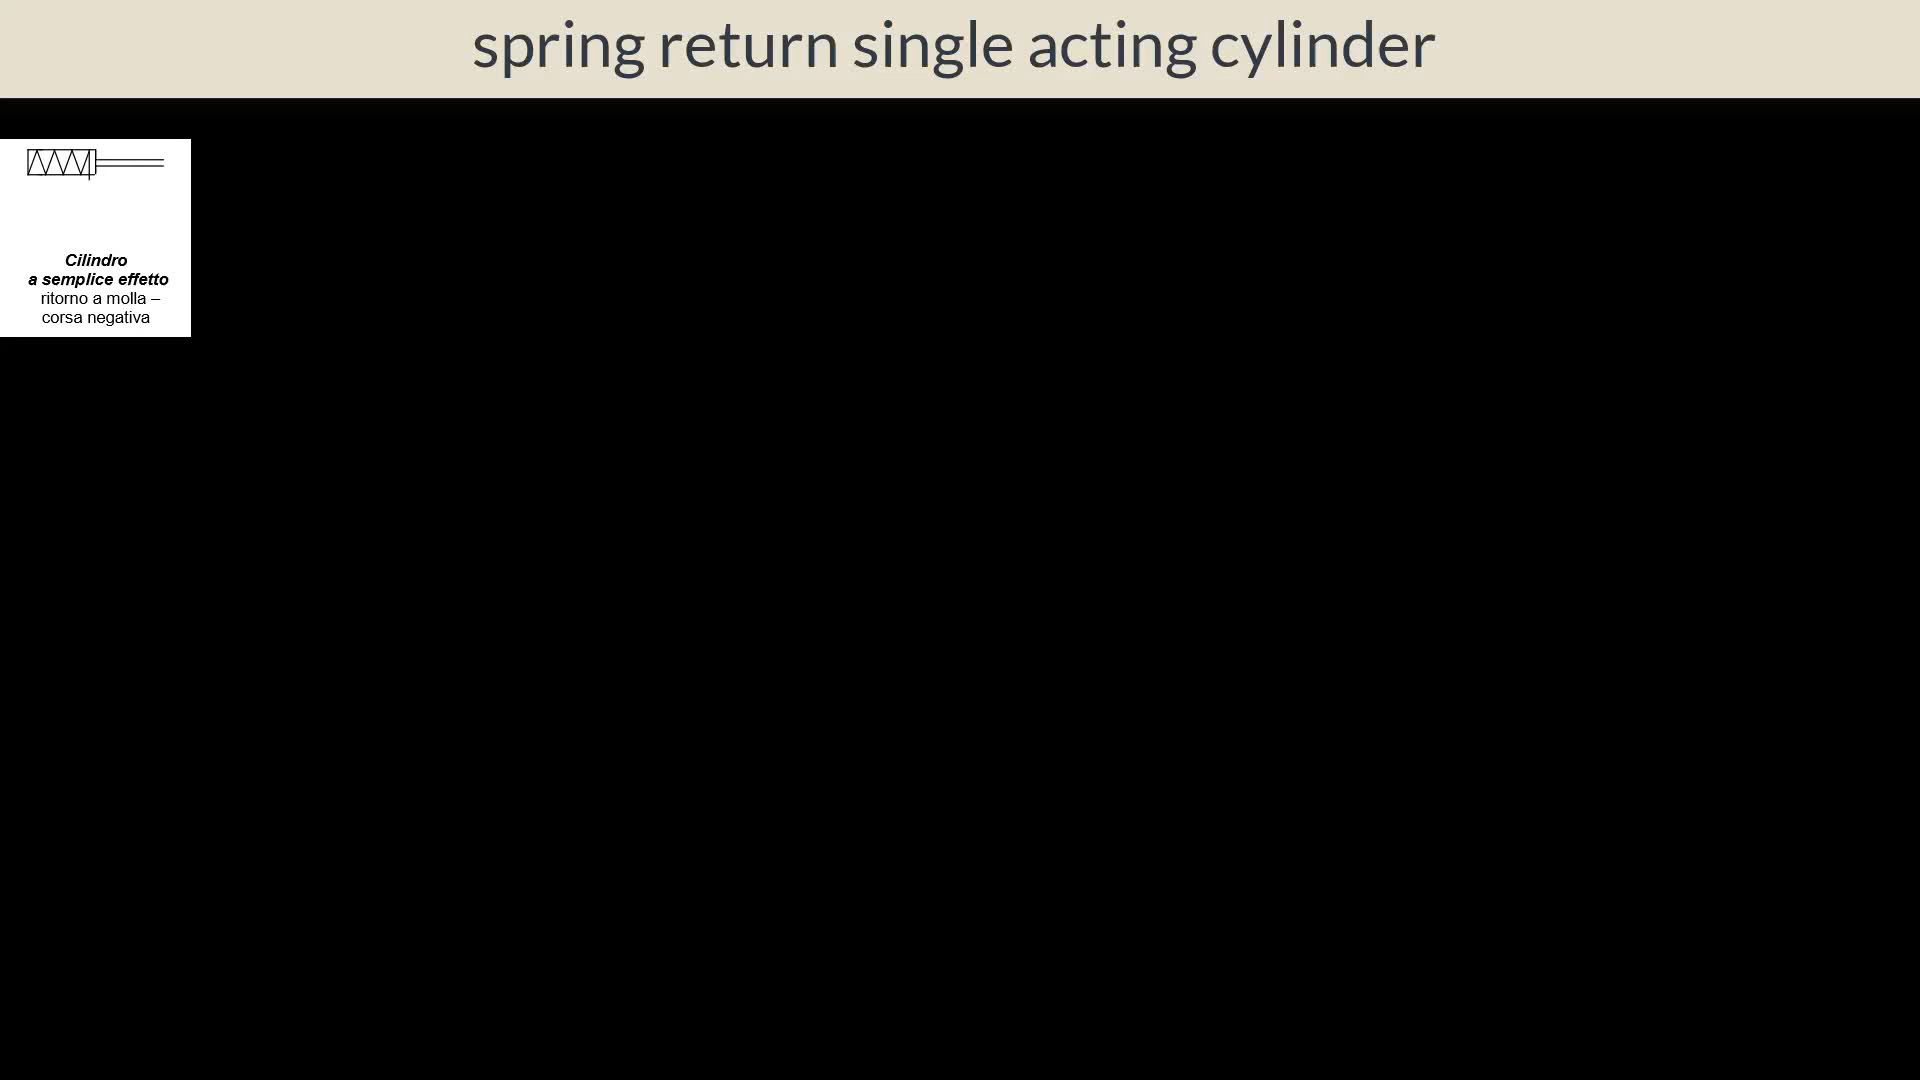 spring return single acting cylinder
Cilindro
a semplice effetto
ritorno a molla –
corsa negativa